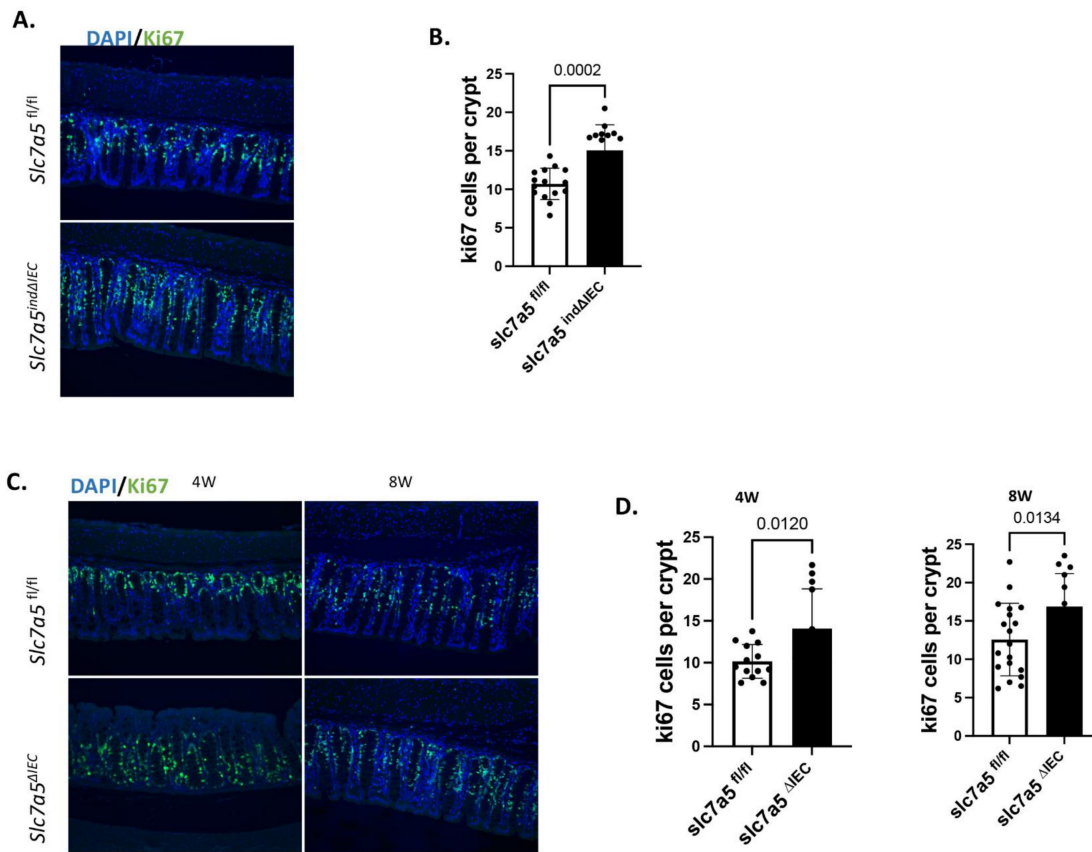 A.
DAPI/Ki67
Slc7a5 fl/fl
Slc7a5indΔIEC
B.
0.0002
ki67 cells per crypt
25
20
15
10
5
0
slc7a5 fl/fl
slc7a5 indΔIEC
C.
DAPI/Ki67
4W
8W
Slc7a5 fl/fl
Slc7a5ΔIEC
D.
4W
0.0120
ki67 cells per crypt
25
20
15
10
5
0
slc7a5 fl/fl
slc7a5 ΔIEC
8W
0.0134
ki67 cells per crypt
25
20
15
10
5
0
slc7a5 fl/fl
slc7a5 ΔIEC